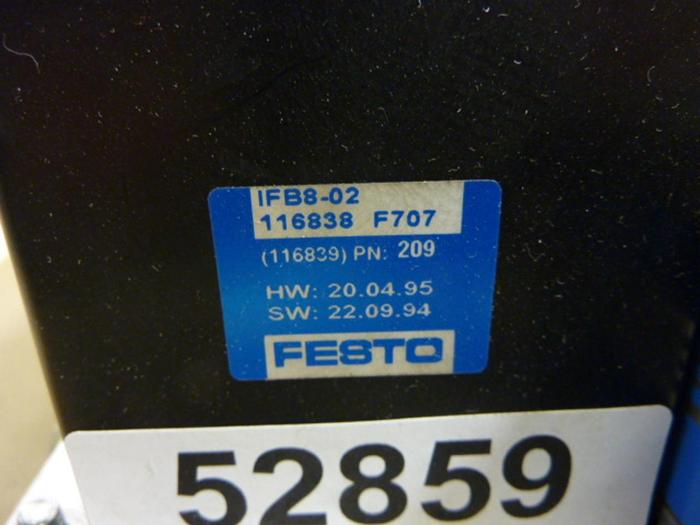 IFB8-02
116838 F707
(116839) PN: 209
HW: 20.04.95
SW: 22.09.94
FESTO
52859